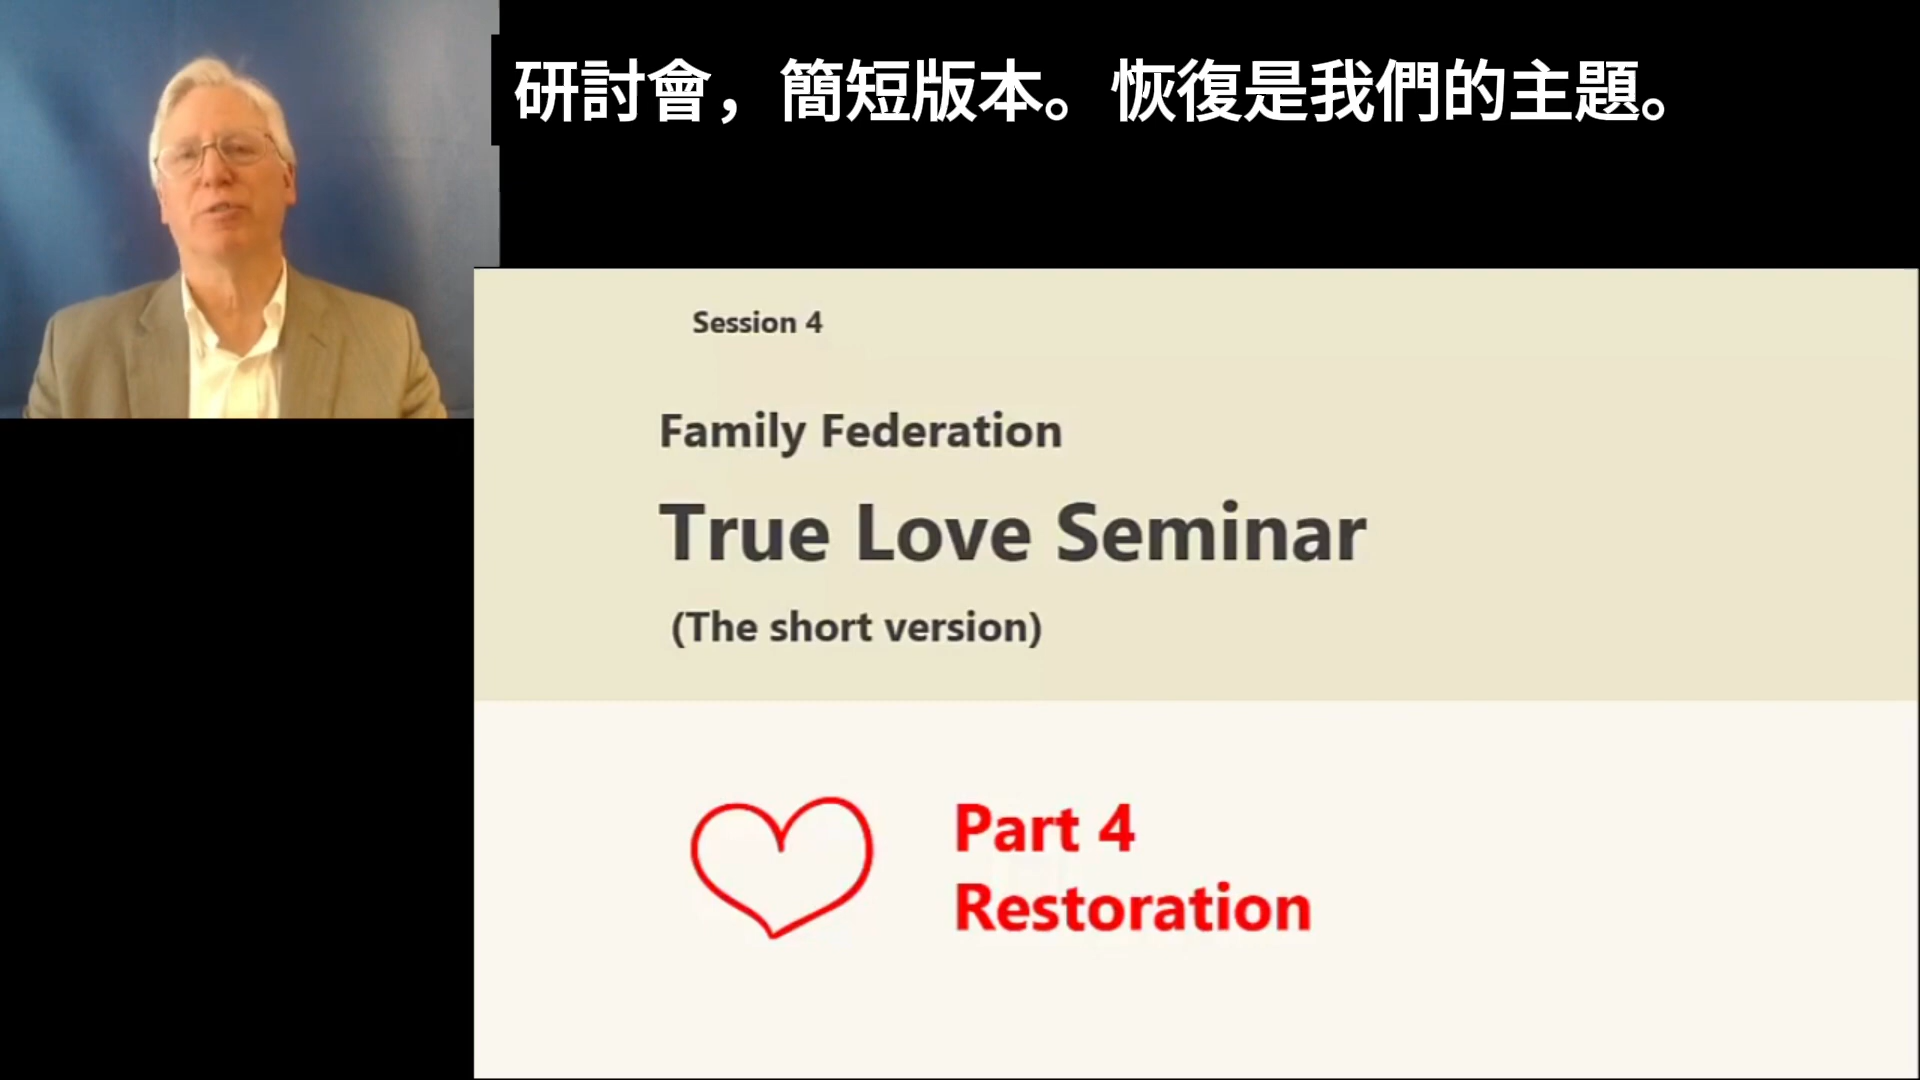 研討會，簡短版本。恢復是我們的主題。
Session 4
Family Federation
True Love Seminar
(The short version)
Part 4
Restoration